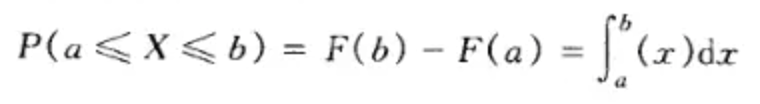 P(a ⩽ X ⩽ b) = F(b) − F(a) = ∫_a^b (x)dx